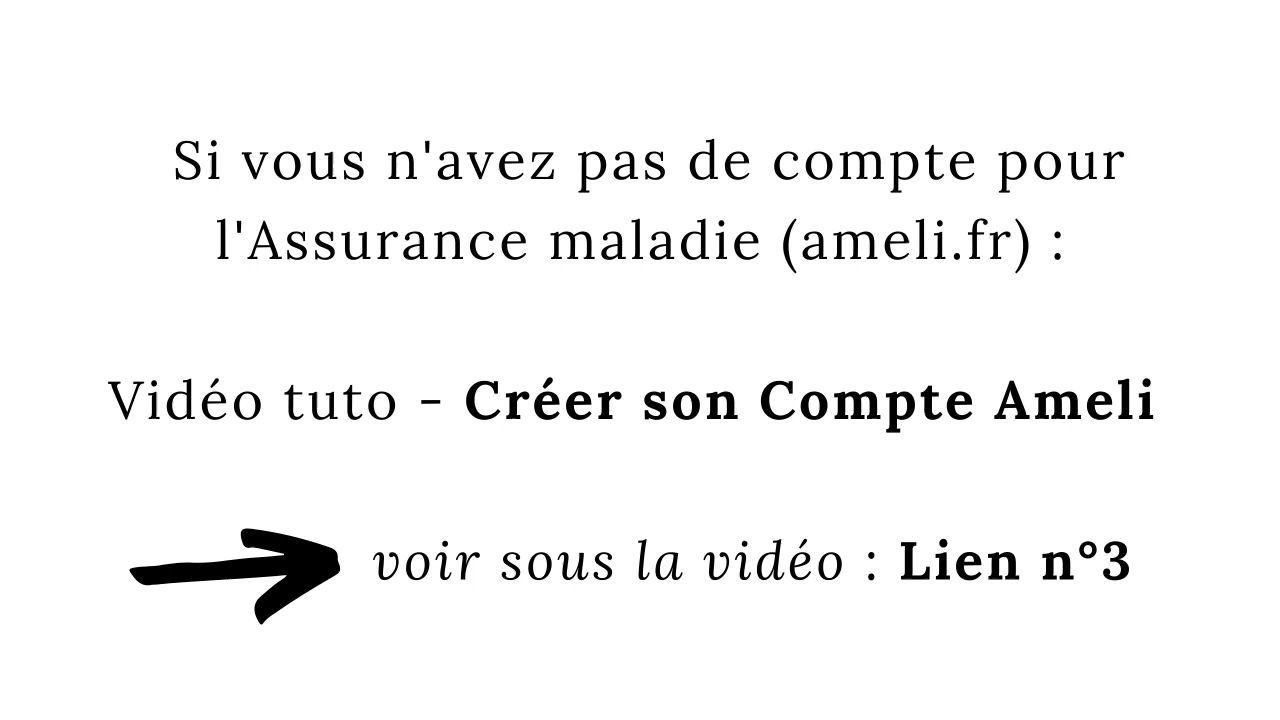 Si vous n'avez pas de compte pour
l'Assurance maladie (ameli.fr) :
Vidéo tuto - Créer son Compte Ameli
voir sous la vidéo : Lien n°3